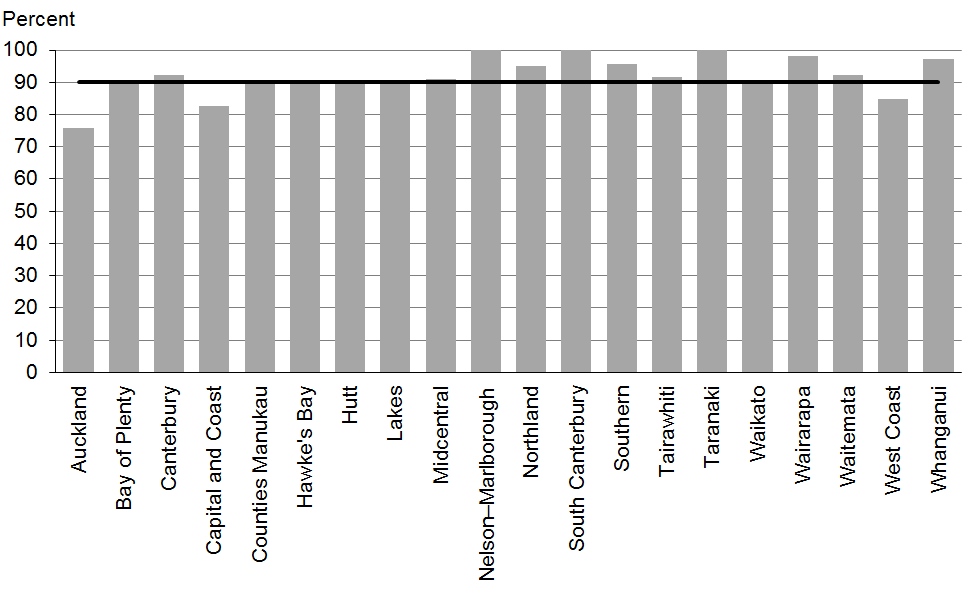 Percent
100
90
80
70
60
50
40
30
20
10
0
Auckland
Bay of Plenty
Canterbury
Capital and Coast
Counties Manukau
Hawke's Bay
Hutt
Lakes
Midcentral
Nelson–Marlborough
Northland
South Canterbury
Southern
Tairawhiti
Taranaki
Waikato
Wairarapa
Waitemata
West Coast
Whanganui